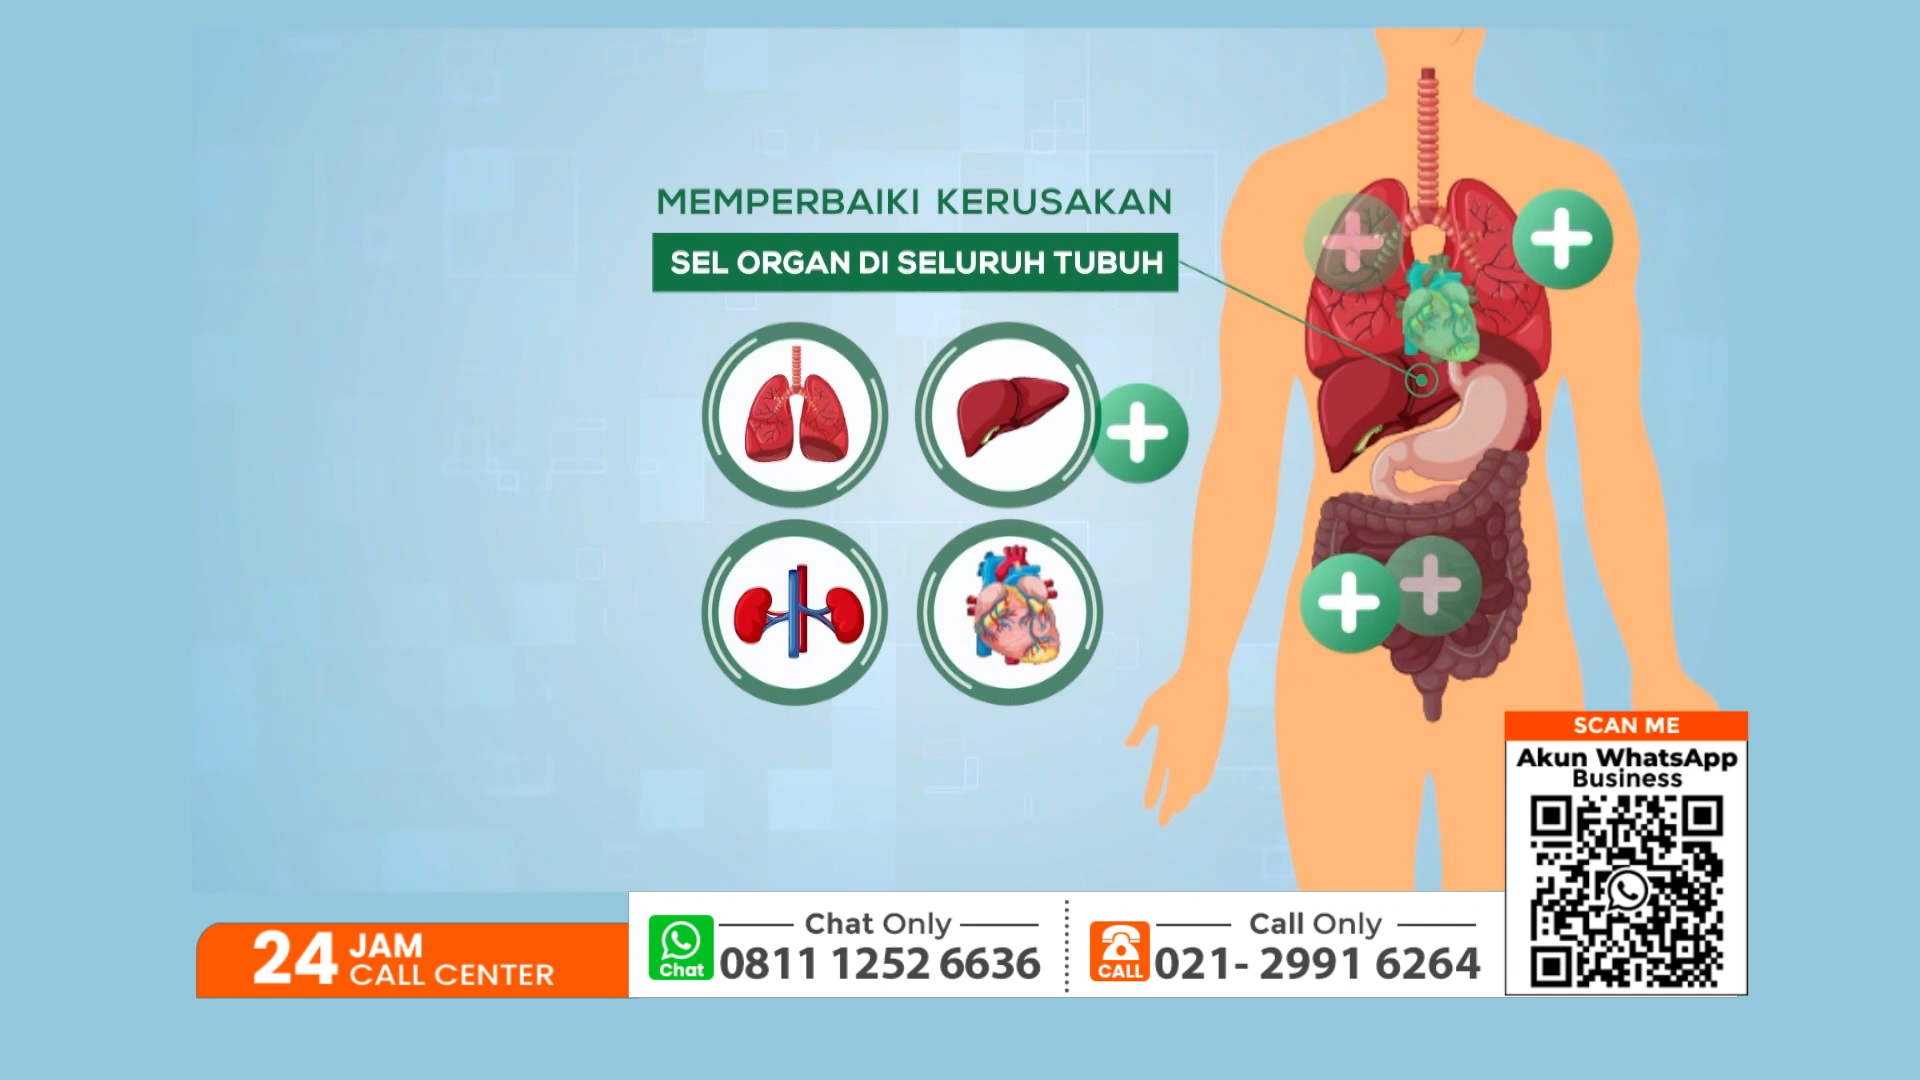 MEMPERBAIKI KERUSAKAN
SEL ORGAN DI SELURUH TUBUH
SCAN ME
Akun WhatsApp
Business
24 JAM
CALL CENTER
Chat
Chat Only
0811 1252 6636
CALL
Call Only
021- 2991 6264